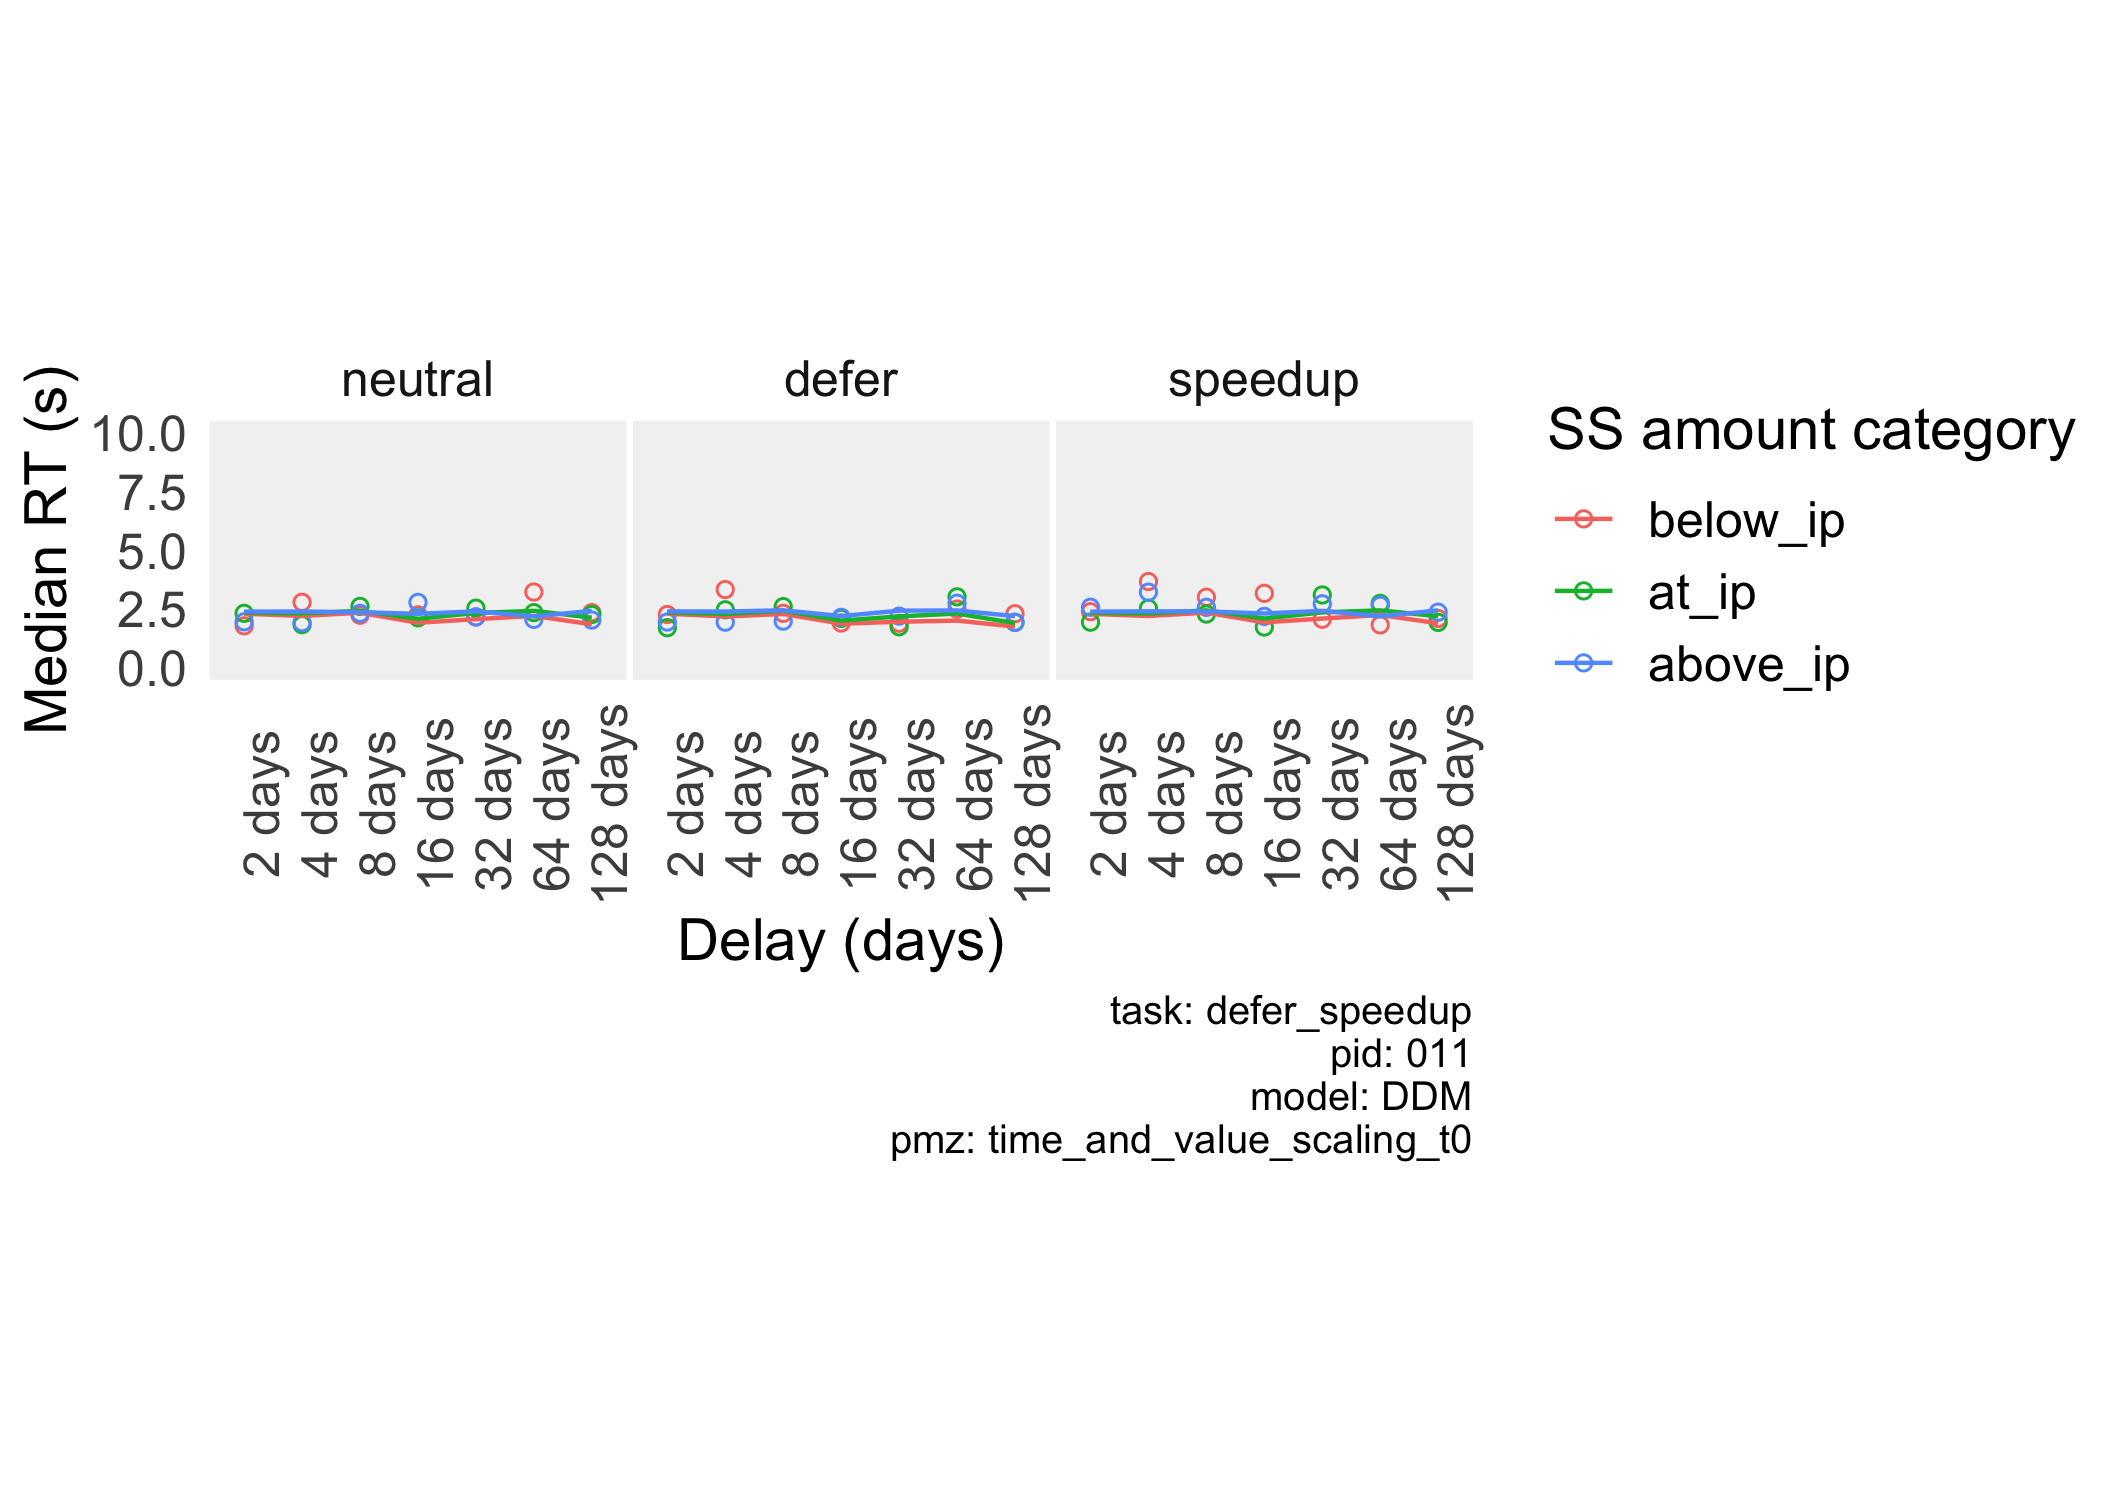 neutral
defer
speedup
Median RT (s)
10.0
7.5
5.0
2.5
0.0
2 days
4 days
8 days
16 days
32 days
64 days
128 days
2 days
4 days
8 days
16 days
32 days
64 days
128 days
2 days
4 days
8 days
16 days
32 days
64 days
128 days
Delay (days)
SS amount category
below_ip
at_ip
above_ip
task: defer_speedup
pid: 011
model: DDM
pmz: time_and_value_scaling_t0